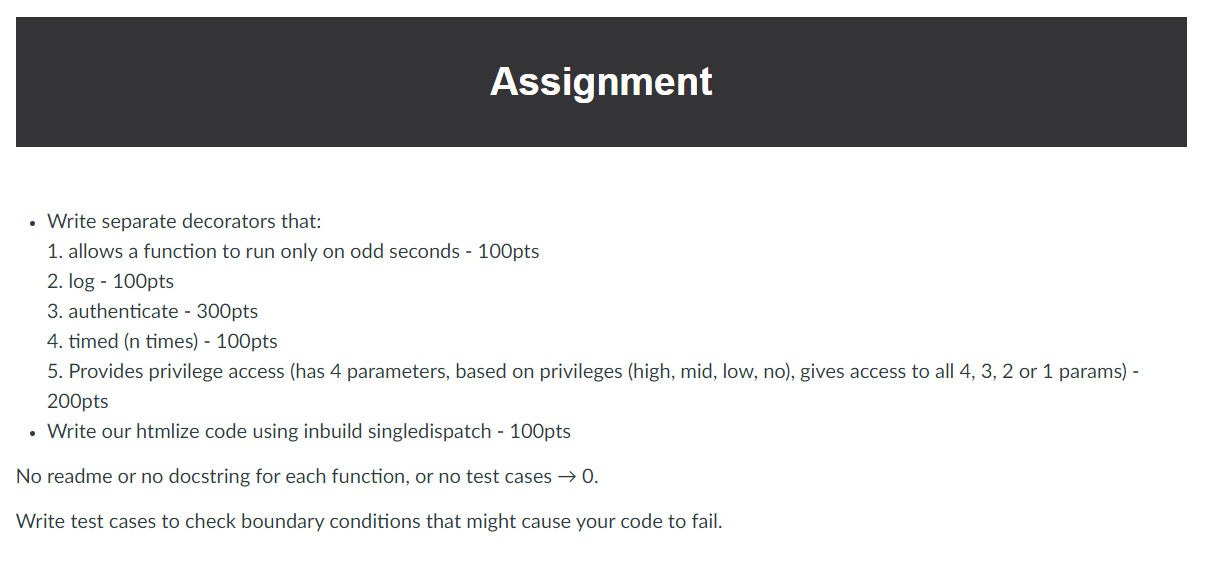 Assignment
• Write separate decorators that:
1. allows a function to run only on odd seconds - 100pts
2. log - 100pts
3. authenticate - 300pts
4. timed (n times) - 100pts
5. Provides privilege access (has 4 parameters, based on privileges (high, mid, low, no), gives access to all 4, 3, 2 or 1 params) -
200pts
• Write our htmlize code using inbuild singledispatch - 100pts
No readme or no docstring for each function, or no test cases → 0.
Write test cases to check boundary conditions that might cause your code to fail.